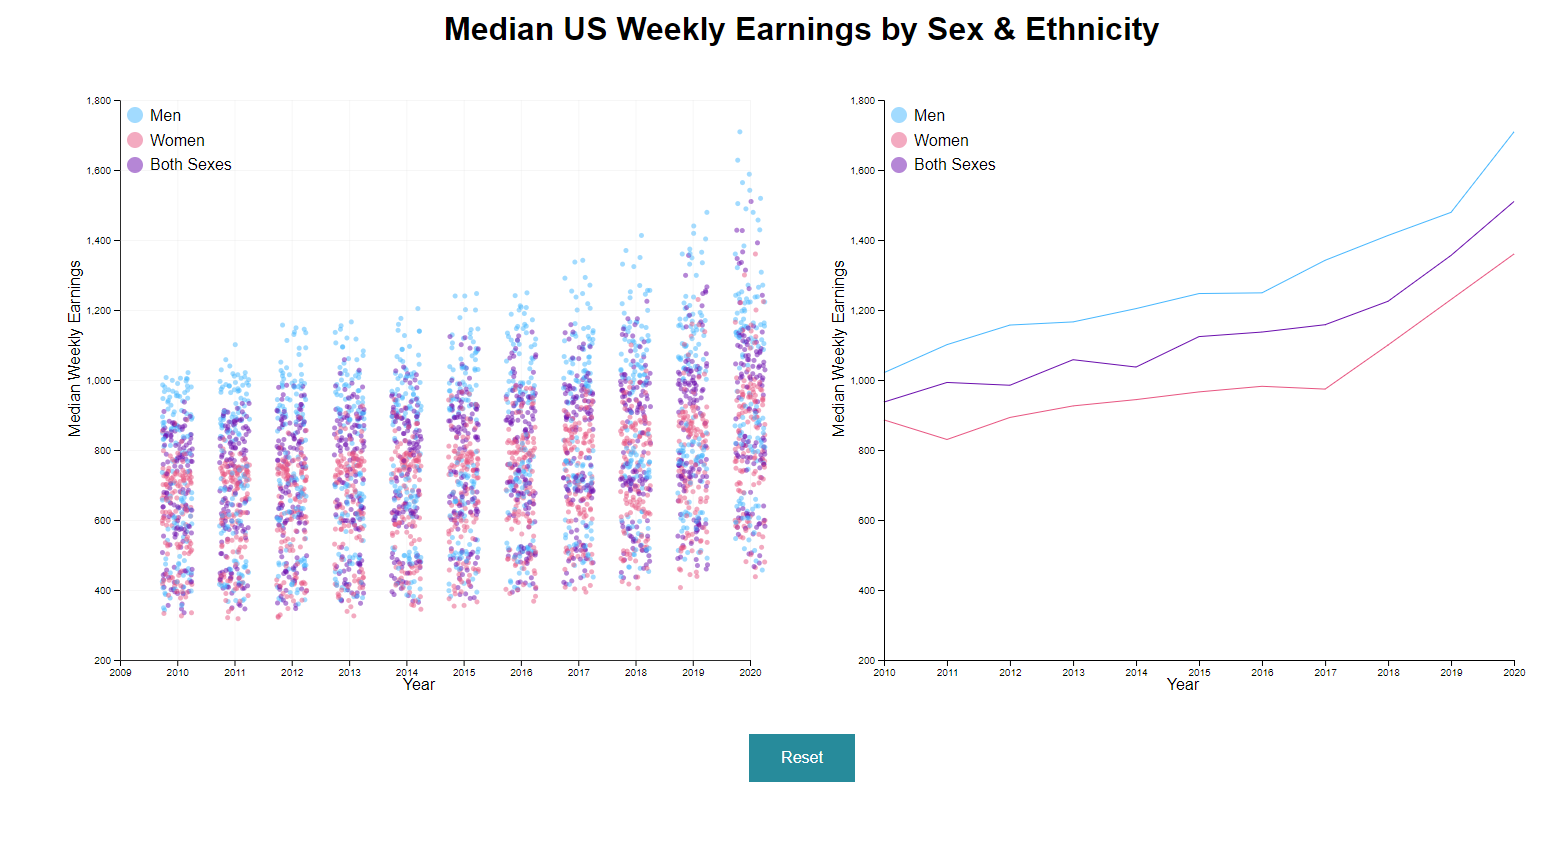 Median US Weekly Earnings by Sex & Ethnicity
1,800
1,600
1,400
1,200
1,000
800
600
400
200
Median Weekly Earnings
Men
Women
Both Sexes
2009 2010 2011 2012 2013 2014 2015 2016 2017 2018 2019 2020
Year
1,800
1,600
1,400
1,200
1,000
800
600
400
200
Median Weekly Earnings
Men
Women
Both Sexes
2010 2011 2012 2013 2014 2015 2016 2017 2018 2019 2020
Year
Reset